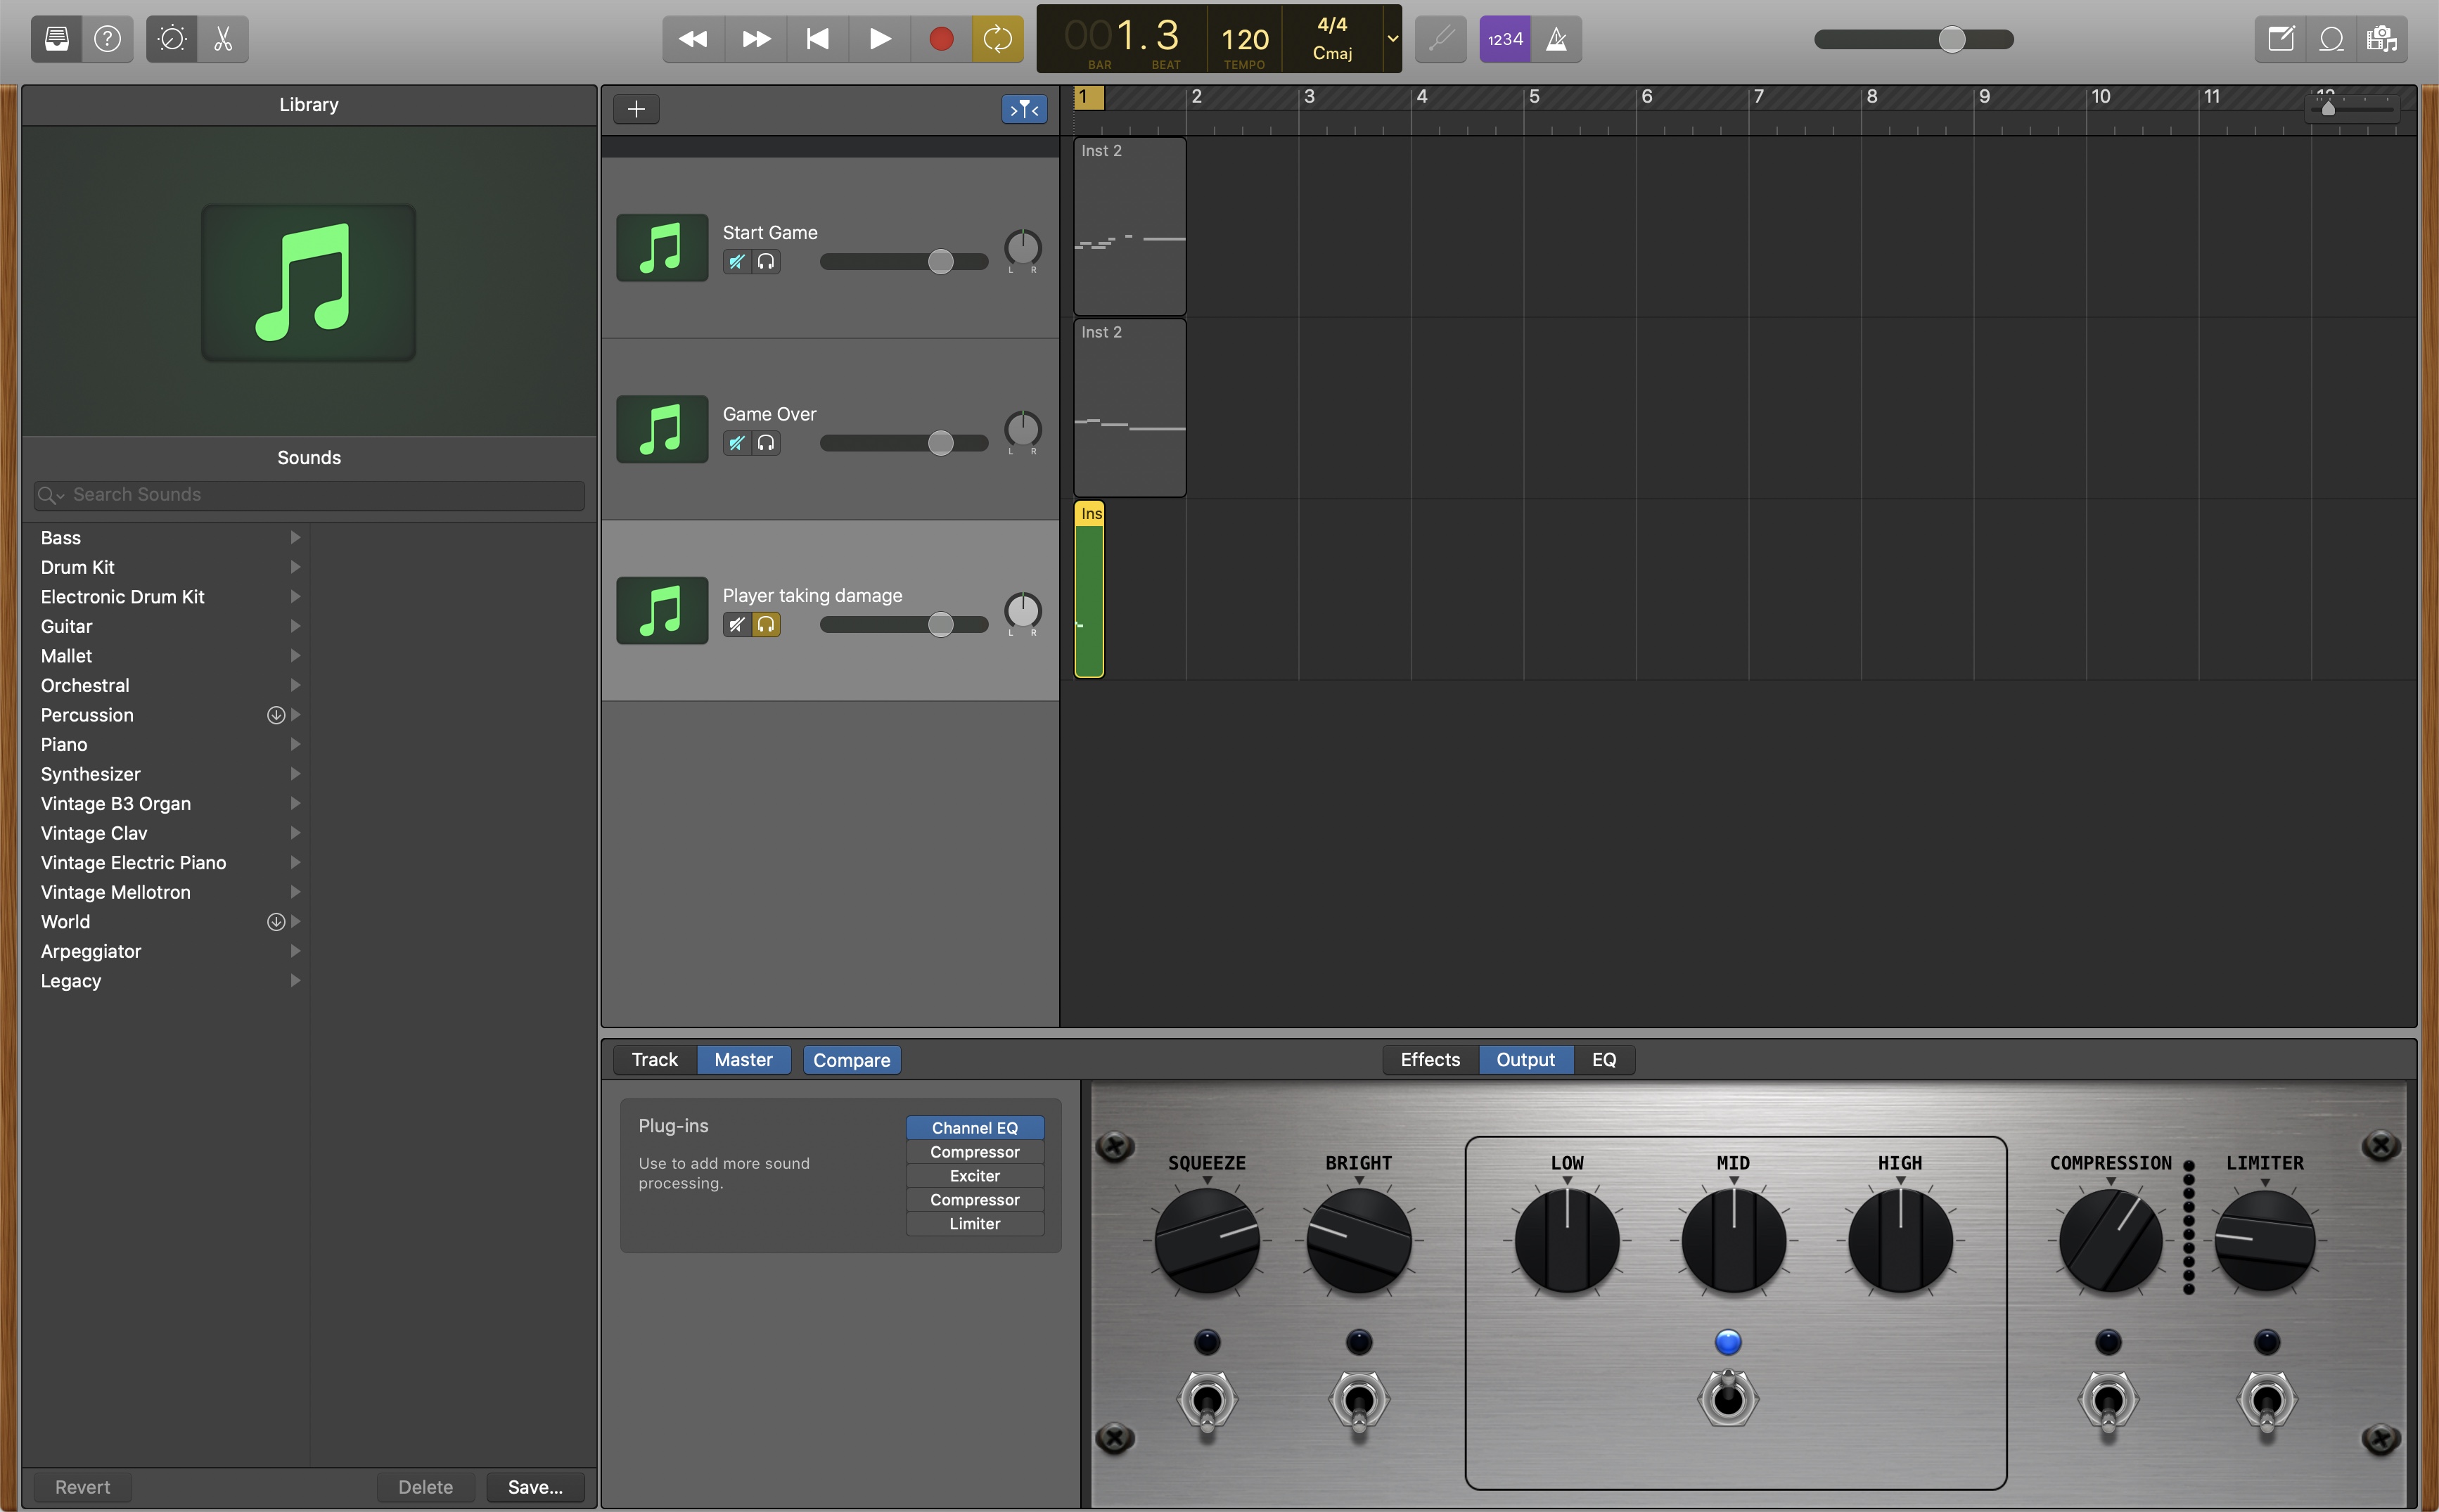 001.3
120
4/4
Cmaj
BAR
BEAT
TEMPO
1234
Library
1 2 3 4 5 6 7 8 9 10 11
Inst 2
Start Game
L R
Inst 2
Game Over
L R
Sounds
Search Sounds
Ins
Player taking damage
L R
Bass
Drum Kit
Electronic Drum Kit
Guitar
Mallet
Orchestral
Percussion
Piano
Synthesizer
Vintage B3 Organ
Vintage Clav
Vintage Electric Piano
Vintage Mellotron
World
Arpeggiator
Legacy
Track Master Compare
Effects Output EQ
Plug-ins
Use to add more sound
processing.
Channel EQ
Compressor
Exciter
Compressor
Limiter
SQUEEZE BRIGHT LOW MID HIGH COMPRESSION LIMITER
Revert Delete Save...